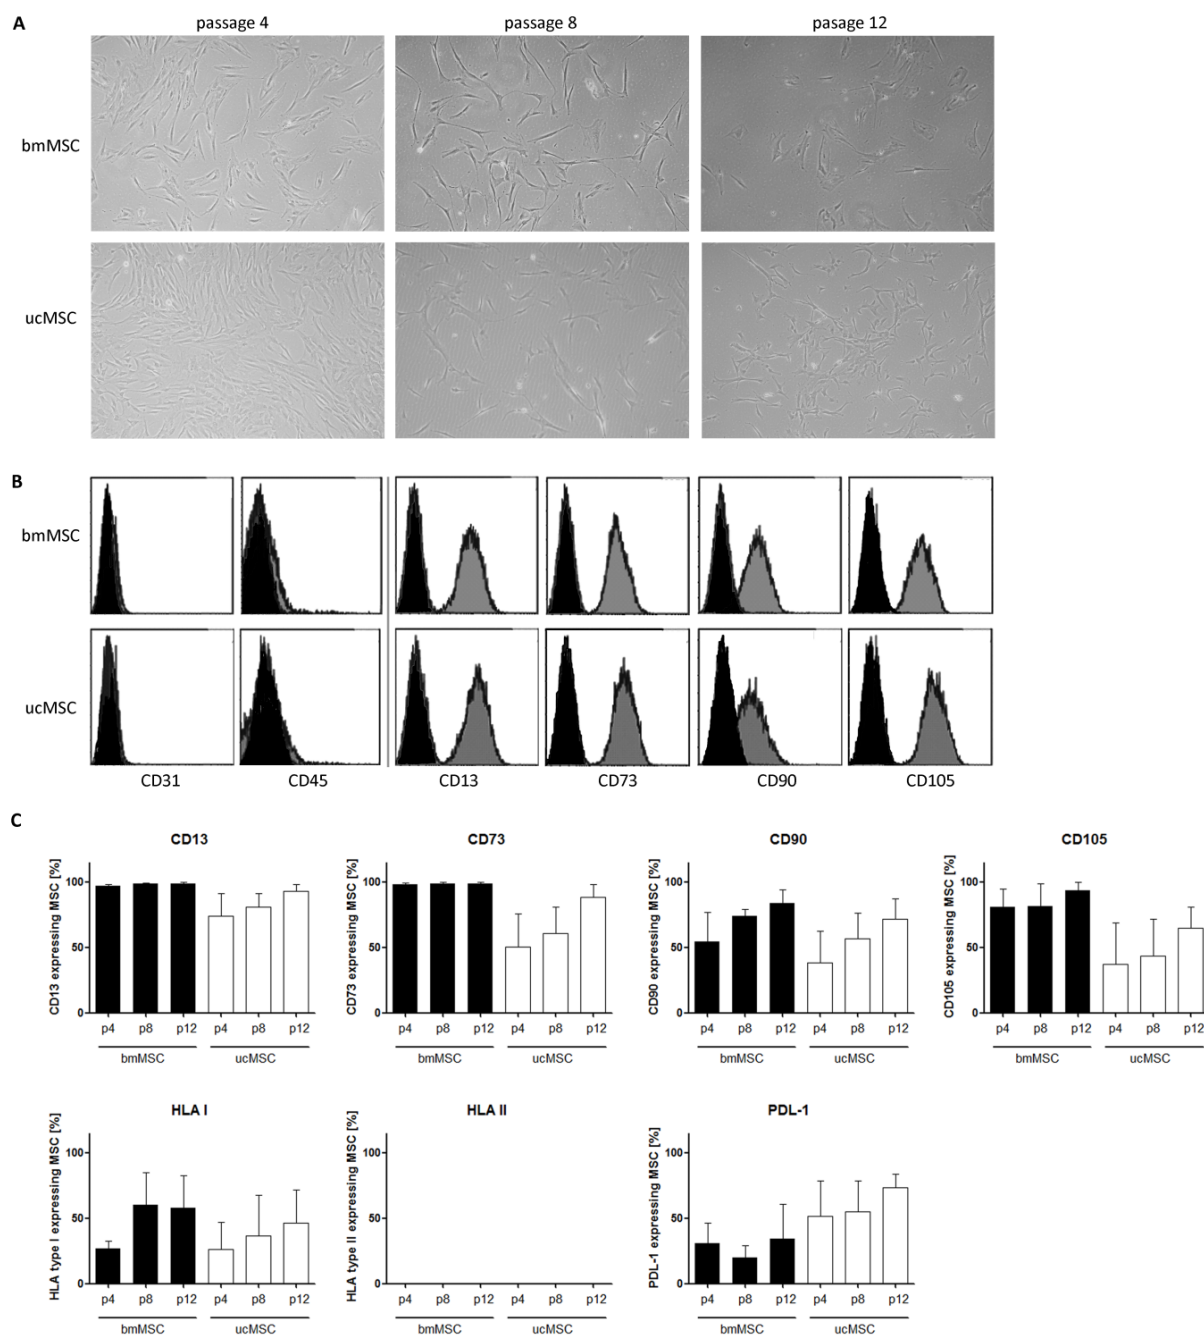 A
passage 4 passage 8 pasage 12
bmMSC
ucMSC
B
bmMSC
ucMSC
CD31 CD45 CD13 CD73 CD90 CD105
C
CD13 CD73 CD90 CD105
CD13 expressing MSC [%]
100
50
0
p4 p8 p12 p4 p8 p12
bmMSC ucMSC
CD73 expressing MSC [%]
100
50
0
p4 p8 p12 p4 p8 p12
bmMSC ucMSC
CD90 expressing MSC [%]
100
50
0
p4 p8 p12 p4 p8 p12
bmMSC ucMSC
CD105 expressing MSC [%]
100
50
0
p4 p8 p12 p4 p8 p12
bmMSC ucMSC
HLA I HLA II PDL-1
HLA type I expressing MSC [%]
100
50
0
p4 p8 p12 p4 p8 p12
bmMSC ucMSC
HLA type II expressing MSC [%]
100
50
0
p4 p8 p12 p4 p8 p12
bmMSC ucMSC
PDL-1 expressing MSC [%]
100
50
0
p4 p8 p12 p4 p8 p12
bmMSC ucMSC